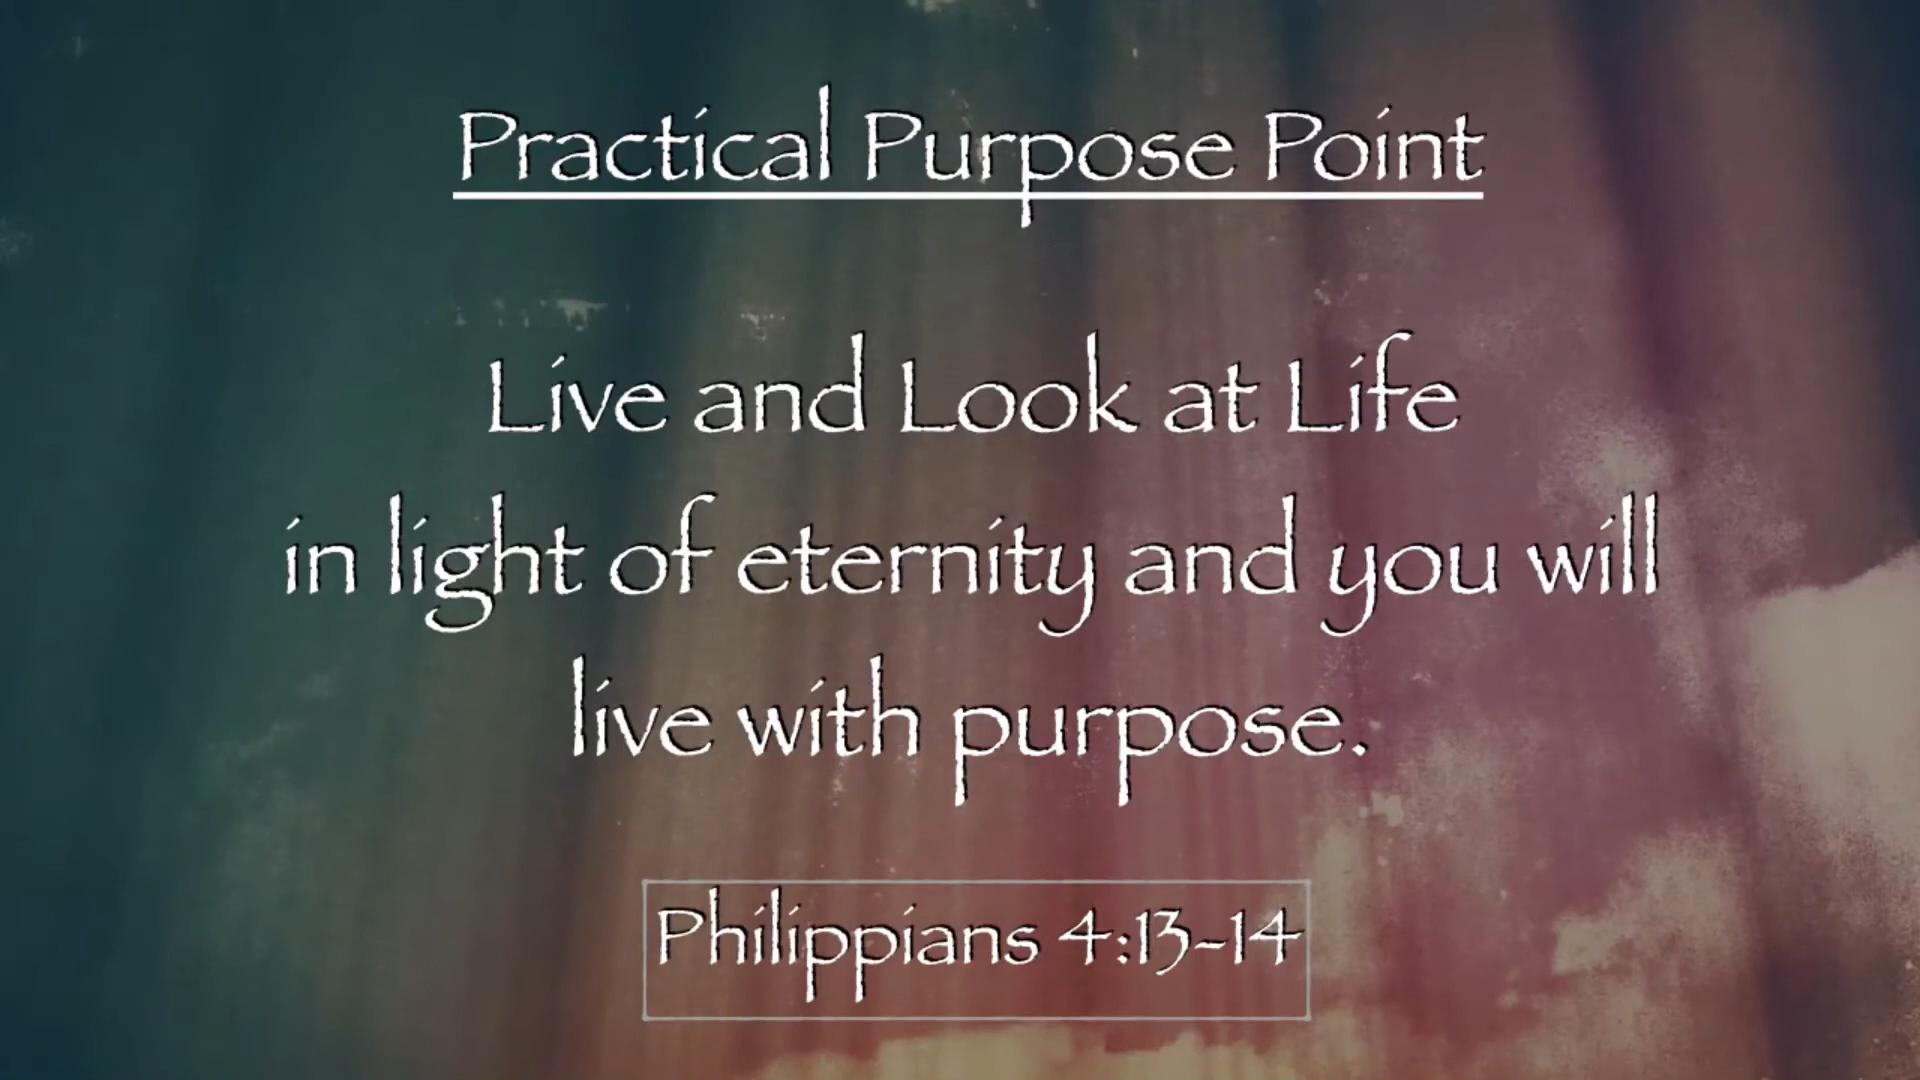 Practical Purpose Point
Live and Look at Life
in light of eternity and you will
live with purpose.
Philippians 4:13-14